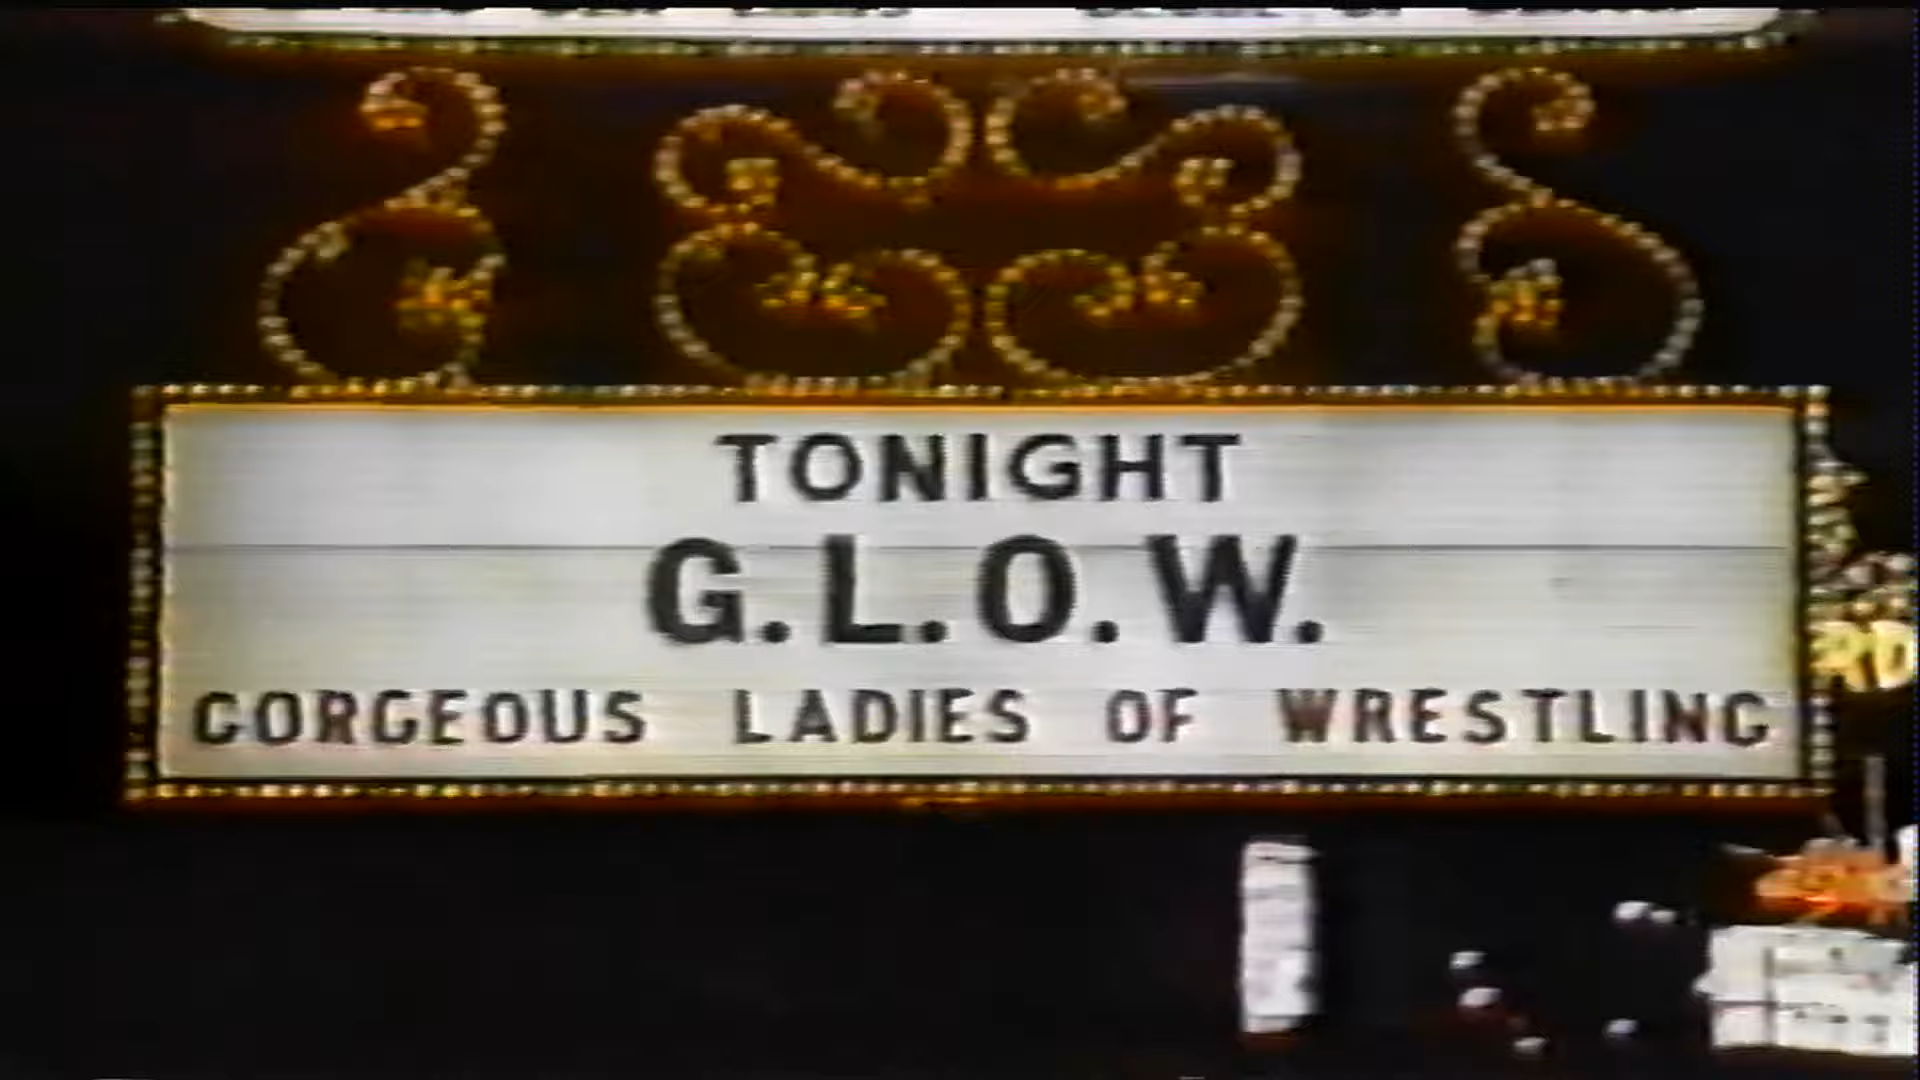 TONIGHT
G.L.O.W.
GORGEOUS LADIES OF WRESTLING